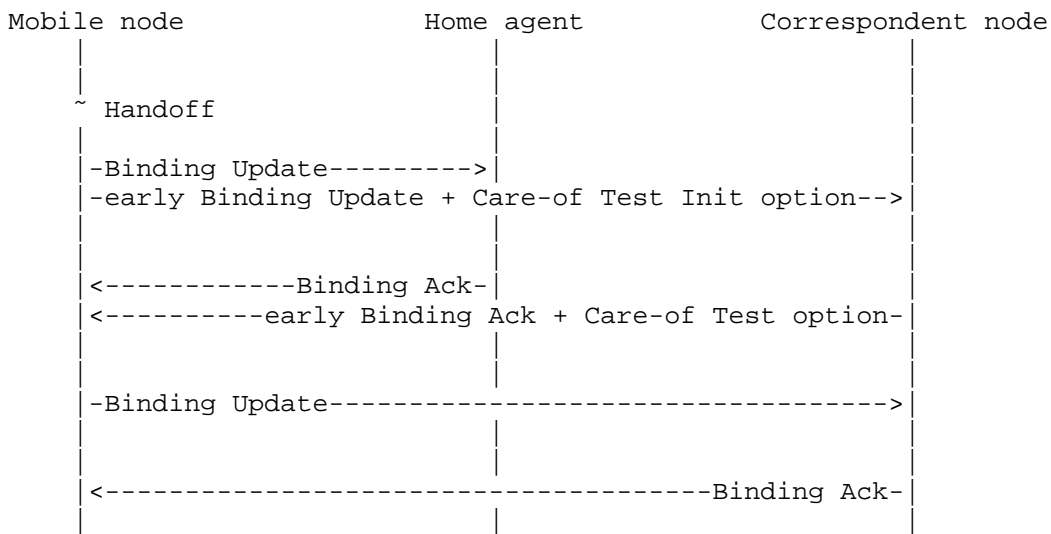 Mobile node Home agent Correspondent node
~ Handoff
-Binding Update--------->
-early Binding Update + Care-of Test Init option-->
<------------Binding Ack-
<----------early Binding Ack + Care-of Test option-
-Binding Update----------------------------------->
<--------------------------------------Binding Ack-